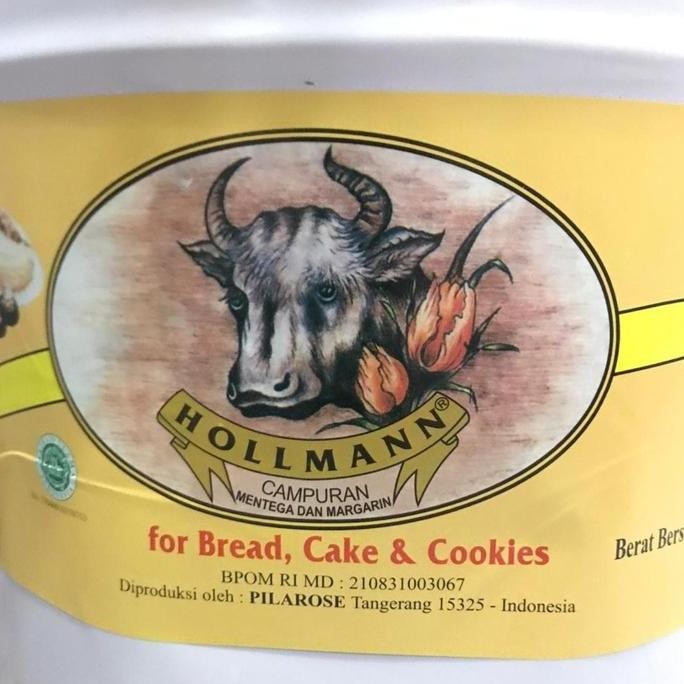 HOLLMANN®
CAMPURAN
MENTEGA DAN MARGARIN
for Bread, Cake & Cookies
Berat Bers
BPOM RI MD : 210831003067
Diproduksi oleh : PILAROSE Tangerang 15325 - Indonesia